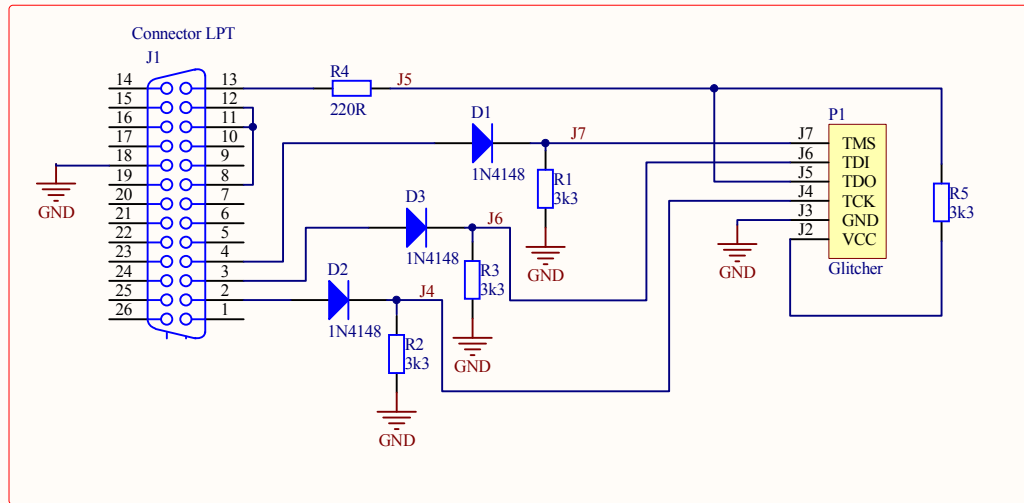 Connector LPT
J1
14 13
15 12
16 11
17 10
18 9
19 8
20 7
21 6
22 5
23 4
24 3
25 2
26 1
GND
R4
220R
J5
D1
1N4148
J7
R1
3k3
GND
D3
1N4148
J6
R3
3k3
GND
D2
1N4148
J4
R2
3k3
GND
P1
J7 TMS
J6 TDI
J5 TDO
J4 TCK
J3 GND
J2 VCC
Glitcher
GND
R5
3k3